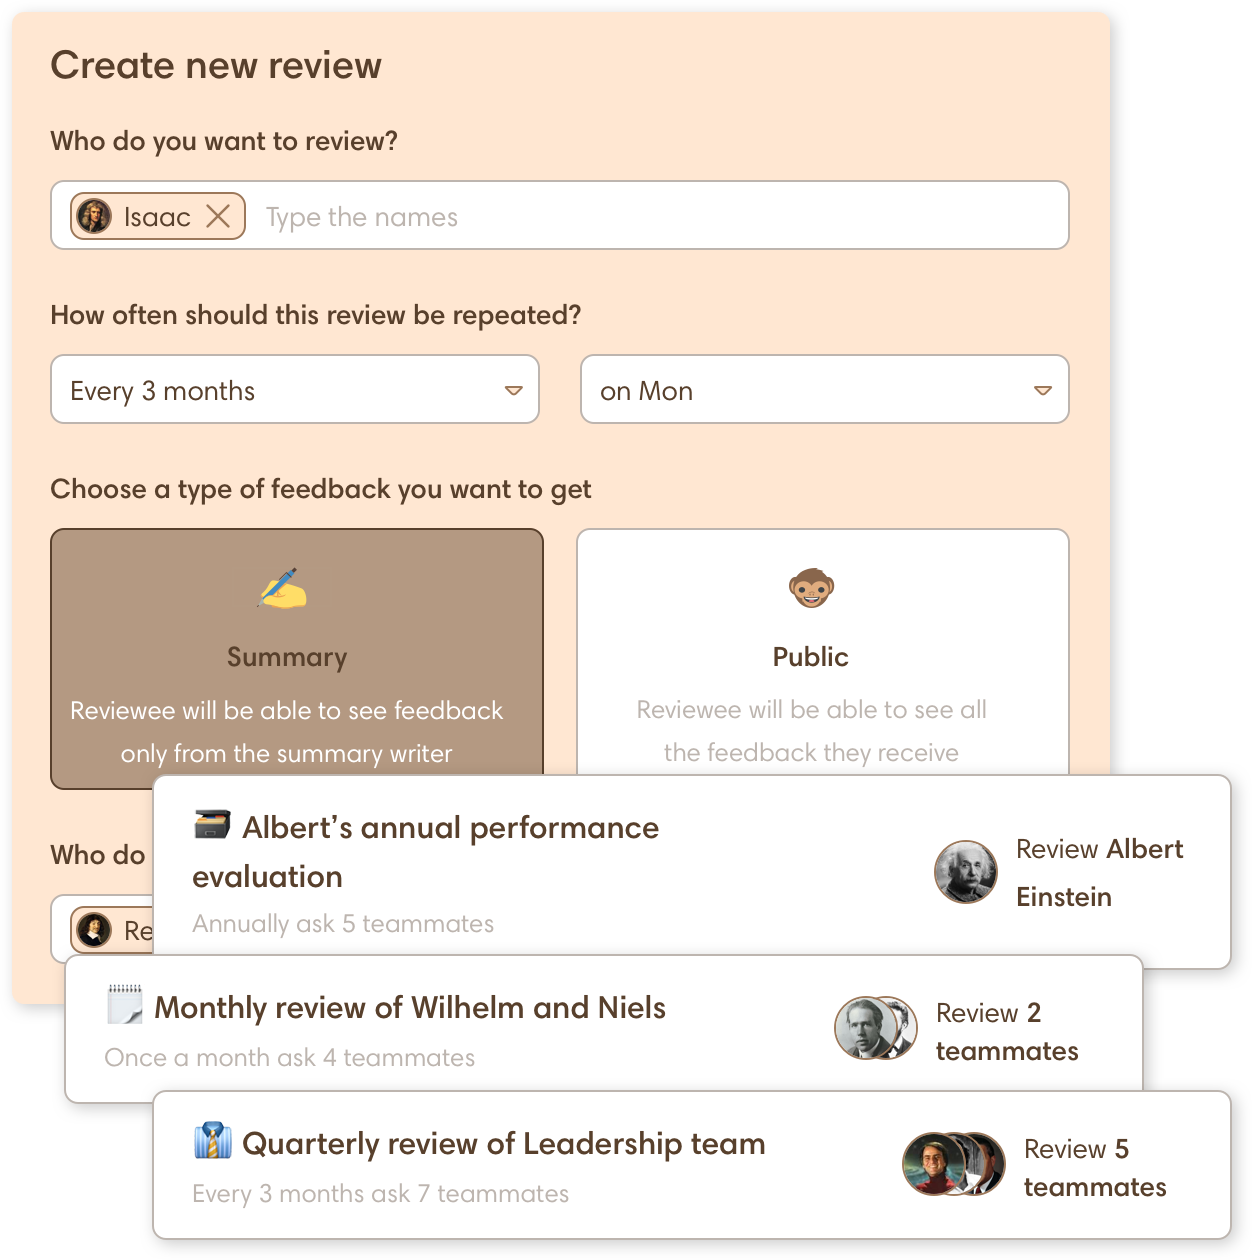 Create new review
Who do you want to review?
Isaac Type the names
How often should this review be repeated?
Every 3 months
on Mon
Choose a type of feedback you want to get
Summary
Reviewee will be able to see feedback
only from the summary writer
Public
Reviewee will be able to see all
the feedback they receive
Who do
Re
Albert’s annual performance
evaluation
Annually ask 5 teammates
Review Albert
Einstein
Monthly review of Wilhelm and Niels
Once a month ask 4 teammates
Review 2
teammates
Quarterly review of Leadership team
Every 3 months ask 7 teammates
Review 5
teammates